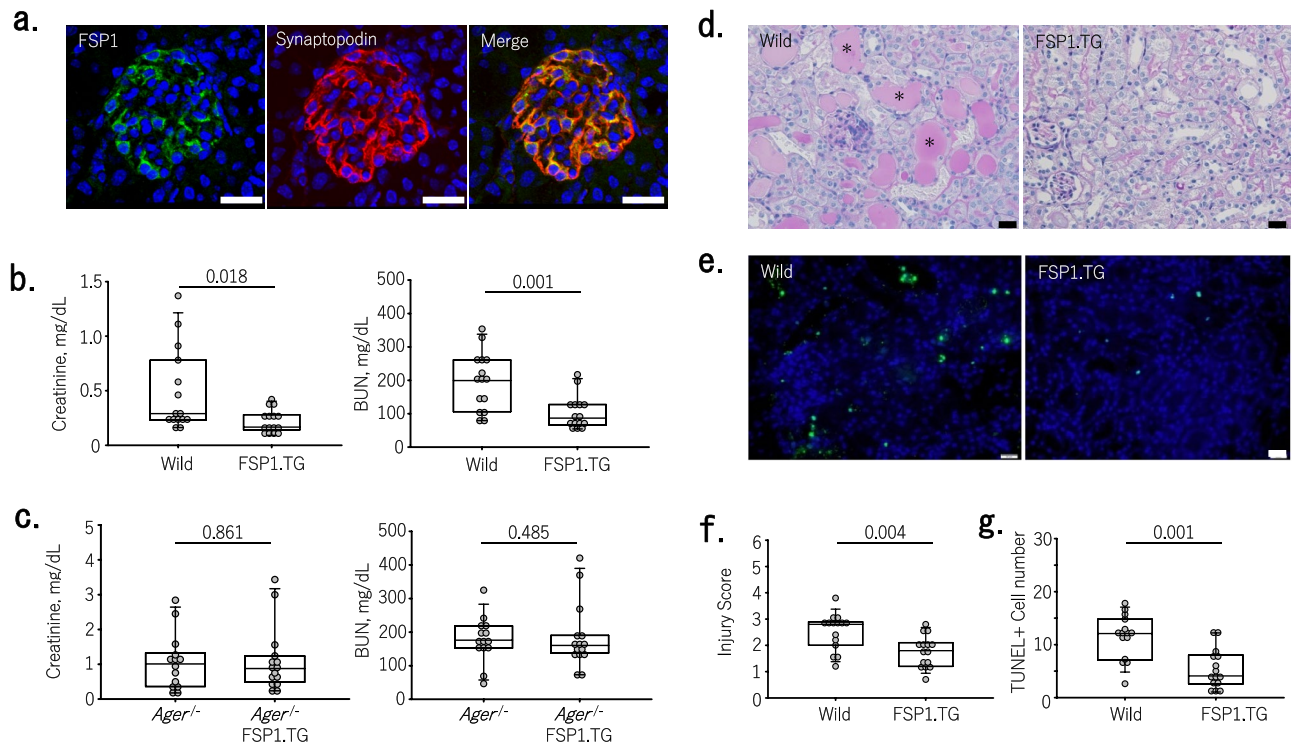 a.
FSP1
Synaptopodin
Merge
b.
Creatinine, mg/dL
1.5
1.0
0.5
0
0.018
Wild
FSP1.TG
BUN, mg/dL
500
400
300
200
100
0
0.001
Wild
FSP1.TG
c.
Creatinine, mg/dL
5
4
3
2
1
0
0.861
Ager/-
Ager/-
FSP1.TG
BUN, mg/dL
500
400
300
200
100
0
0.485
Ager/-
Ager/-
FSP1.TG
d.
Wild
*
*
*
FSP1.TG
e.
Wild
FSP1.TG
f.
Injury Score
6
5
4
3
2
1
0
0.004
Wild
FSP1.TG
g.
TUNEL+ Cell number
30
20
10
0
0.001
Wild
FSP1.TG